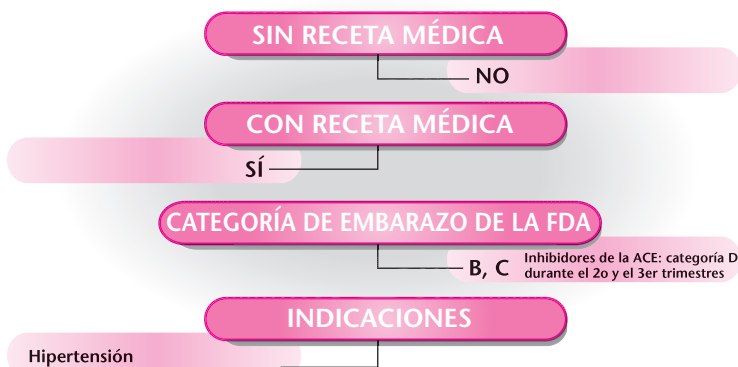 SIN RECETA MÉDICA
NO
CON RECETA MÉDICA
SÍ
CATEGORÍA DE EMBARAZO DE LA FDA
B, C
Inhibidores de la ACE: categoría D
durante el 2o y el 3er trimestres
INDICACIONES
Hipertensión